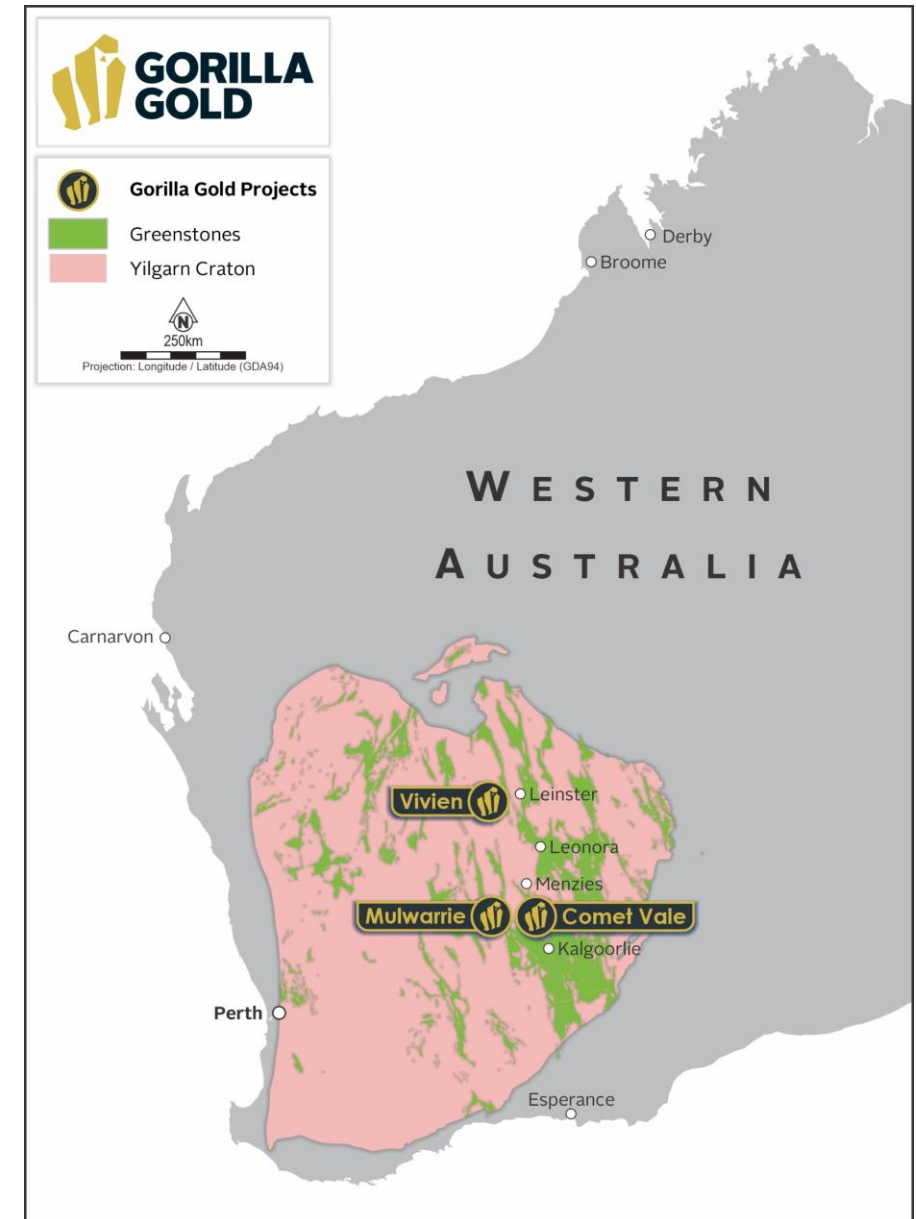 GORILLA
GOLD
Gorilla Gold Projects
Greenstones
Yilgarn Craton
N
250km
Projection: Longitude / Latitude (GDA94)
Derby
Broome
WESTERN
AUSTRALIA
Carnarvon
Vivien
Leinster
Leonora
Menzies
Mulwarrie
Comet Vale
Kalgoorlie
Perth
Esperance